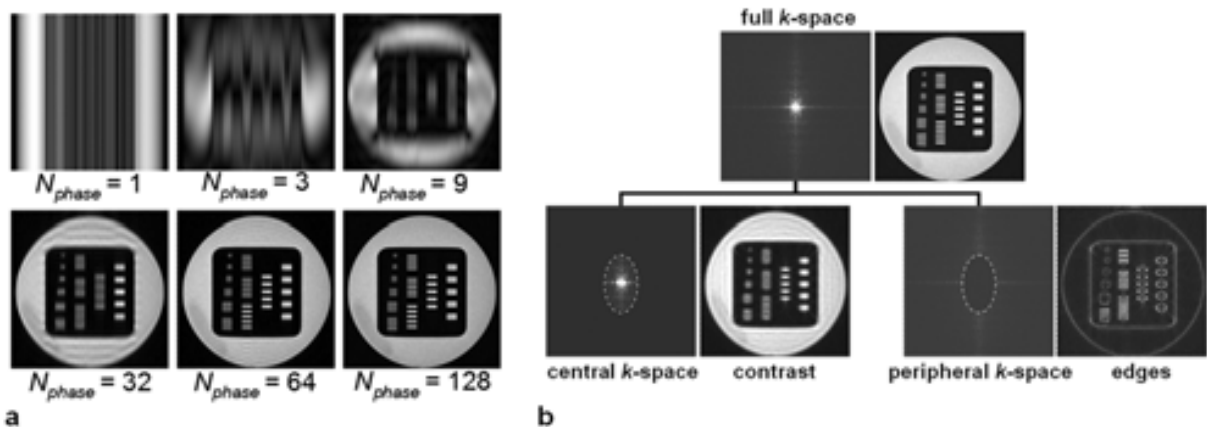 full k-space
N_phase = 1
N_phase = 3
N_phase = 9
N_phase = 32
N_phase = 64
N_phase = 128
a
central k-space
contrast
peripheral k-space
edges
b